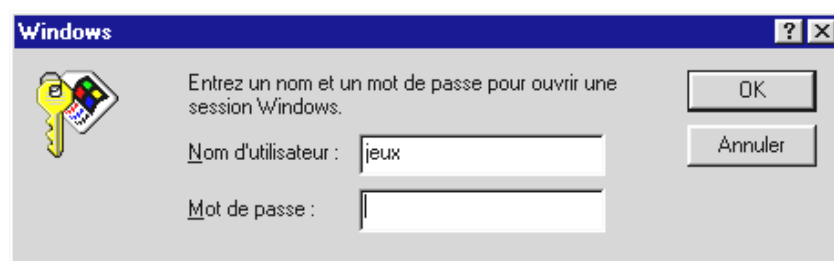 Windows
Entrez un nom et un mot de passe pour ouvrir une
session Windows.
OK
Nom d'utilisateur : jeux
Annuler
Mot de passe :